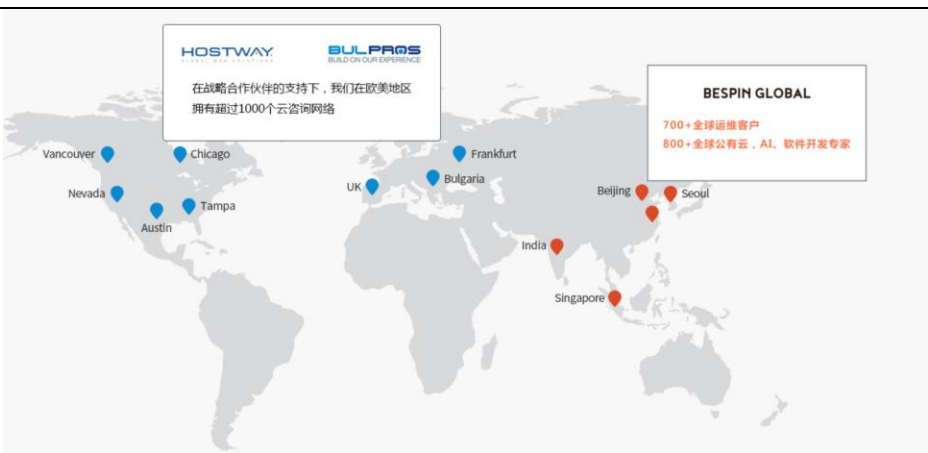 HOSTWAY.
GLOBAL WEB SOLUTIONS
BULPROS
BUILD ON OUR EXPERIENCE
在战略合作伙伴的支持下，我们在欧美地区
拥有超过1000个云咨询网络
BESPIN GLOBAL
700+全球运维客户
800+全球公有云，AI、软件开发专家
Vancouver
Chicago
Frankfurt
Bulgaria
UK
Nevada
Tampa
Austin
Beijing
Seoul
India
Singapore